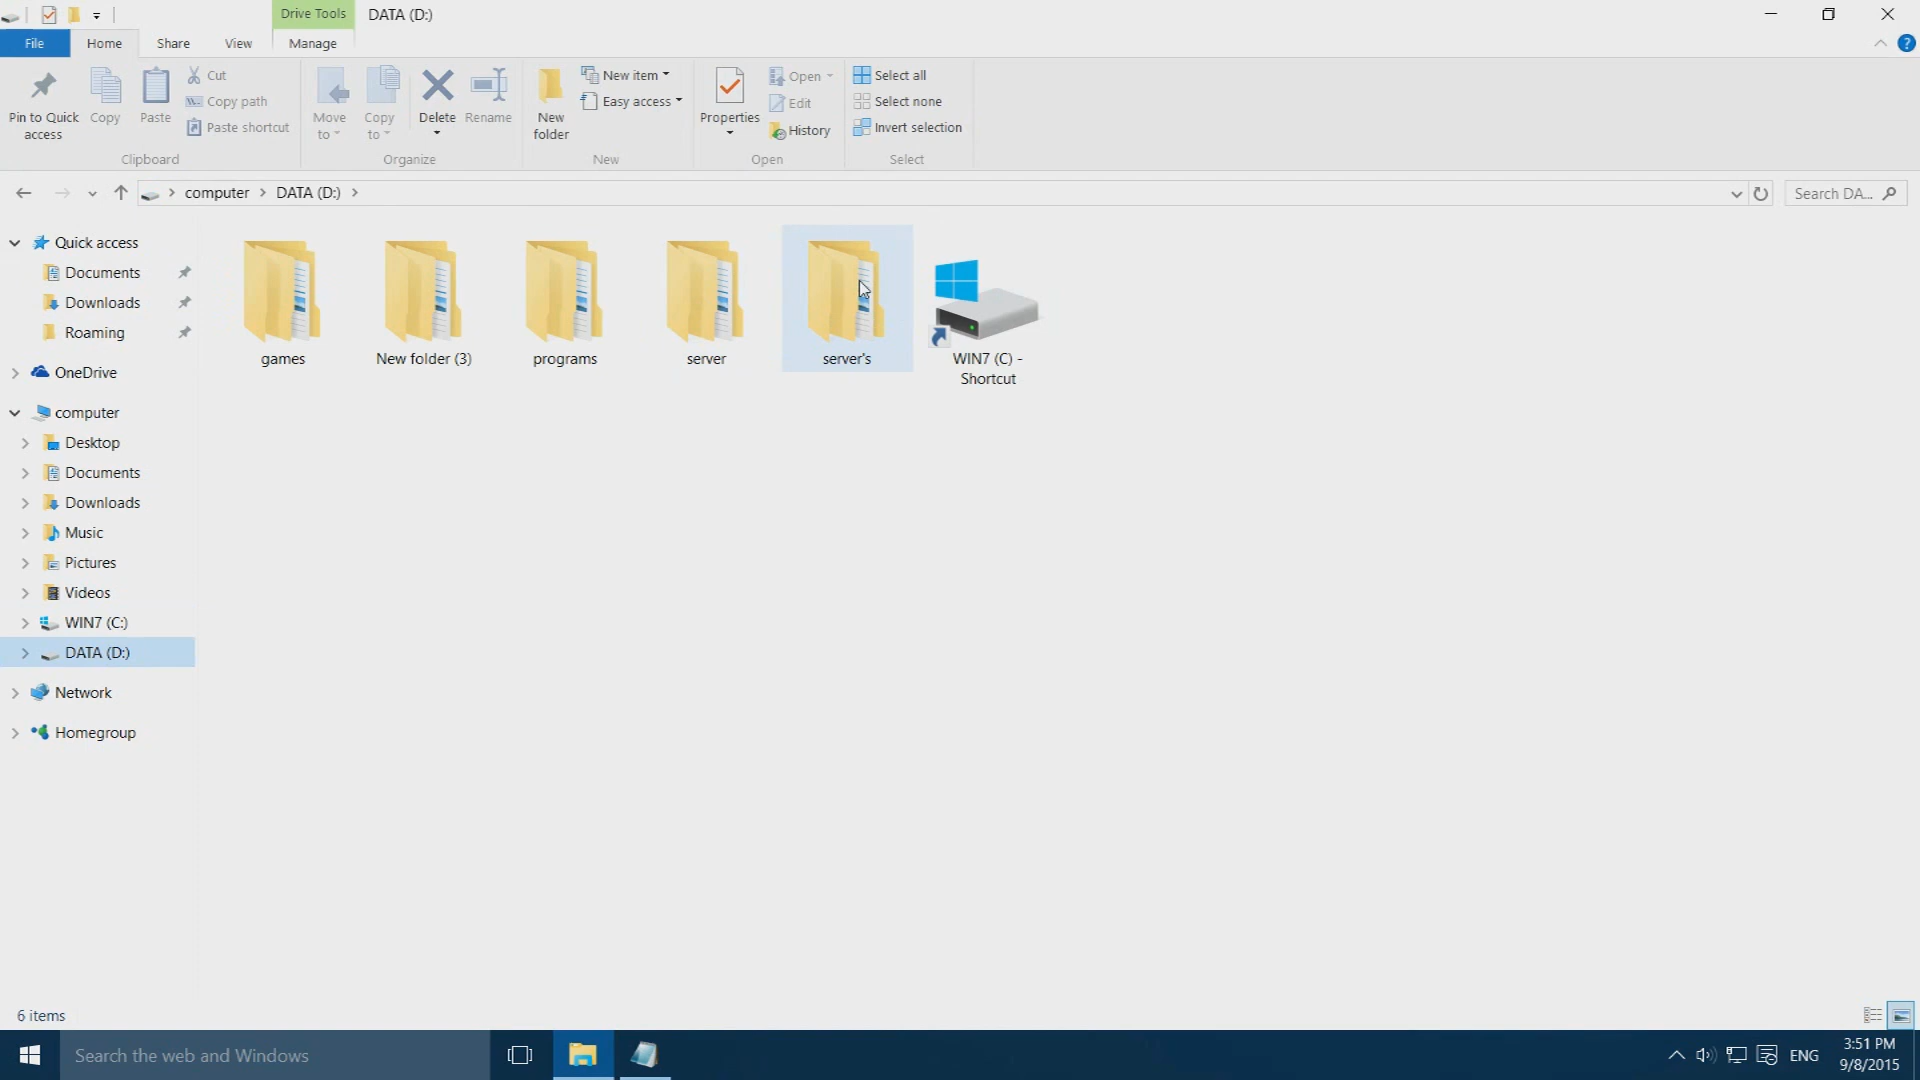 Drive Tools
DATA (D:)
File
Home
Share
View
Manage
Pin to Quick
access
Copy
Paste
Cut
Copy path
Paste shortcut
Clipboard
Move
to
Copy
to
Delete
Rename
Organize
New
folder
New item
Easy access
New
Properties
Open
Edit
History
Open
Select all
Select none
Invert selection
Select
computer
DATA (D:)
Search DA...
Quick access
Documents
Downloads
Roaming
OneDrive
computer
Desktop
Documents
Downloads
Music
Pictures
Videos
WIN7 (C:)
DATA (D:)
Network
Homegroup
games
New folder (3)
programs
server
server's
WIN7 (C) -
Shortcut
6 items
Search the web and Windows
ENG
3:51 PM
9/8/2015